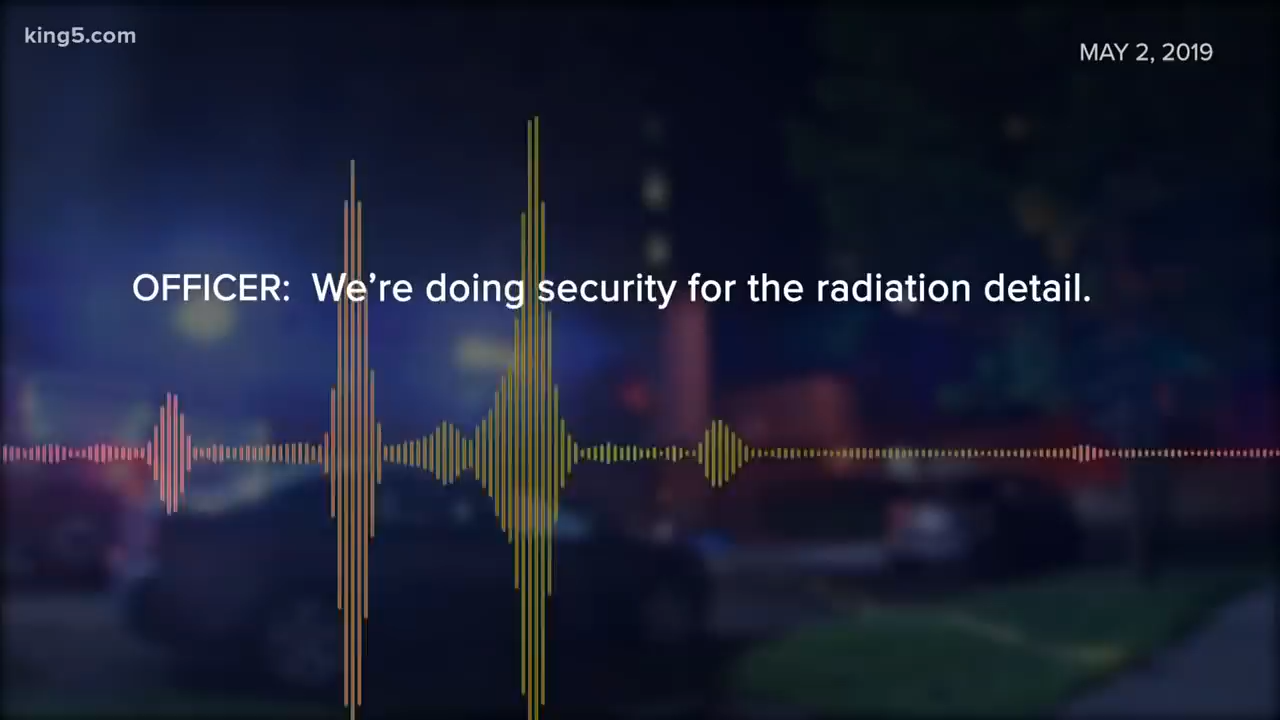 king5.com
MAY 2, 2019
OFFICER: We’re doing security for the radiation detail.